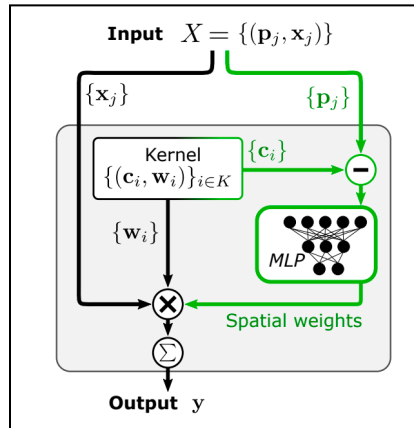 Input X = {(p_j, x_j)}
{x_j}
{p_j}
Kernel
{(c_i, w_i)}_{i∈K}
{c_i}
−
{w_i}
MLP
×
Spatial weights
Σ
Output y